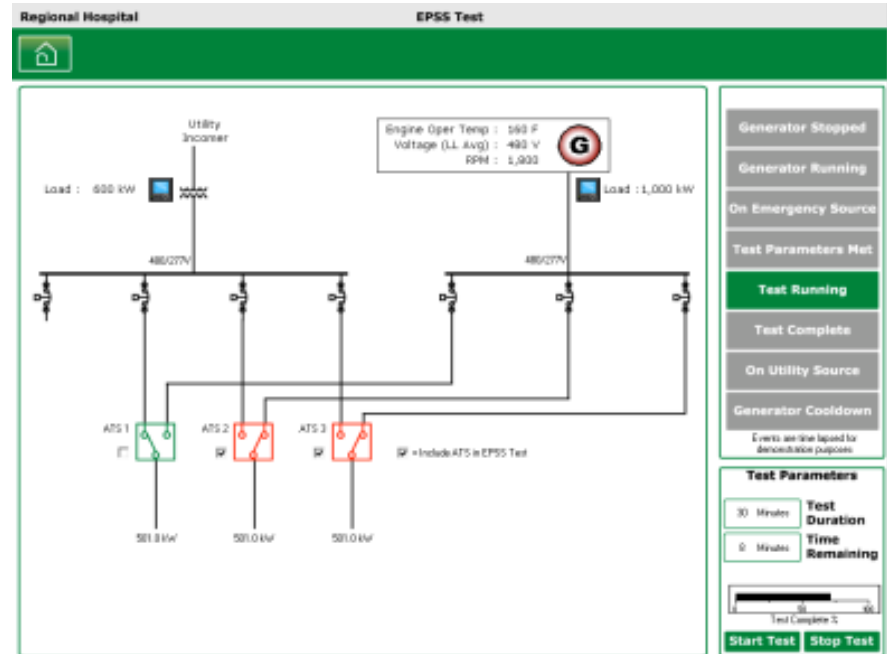 Regional Hospital
EPSS Test
Utility
Incomer
Engine Oper Temp : 160 F
Voltage (LL Avg) : 480 V
RPM : 1,800
G
Load : 600 kW
Load :1,000 kW
480/277V
480/277V
ATS 1
ATS 2
ATS 3
= Include ATS in EPSS Test
501.0 kW
501.0 kW
501.0 kW
Generator Stopped
Generator Running
On Emergency Source
Test Parameters Met
Test Running
Test Complete
On Utility Source
Generator Cooldown
Events are time lapsed for
demonstration purposes
Test Parameters
30 Minutes
Test
Duration
8 Minutes
Time
Remaining
0 50 100
Test Complete %
Start Test
Stop Test